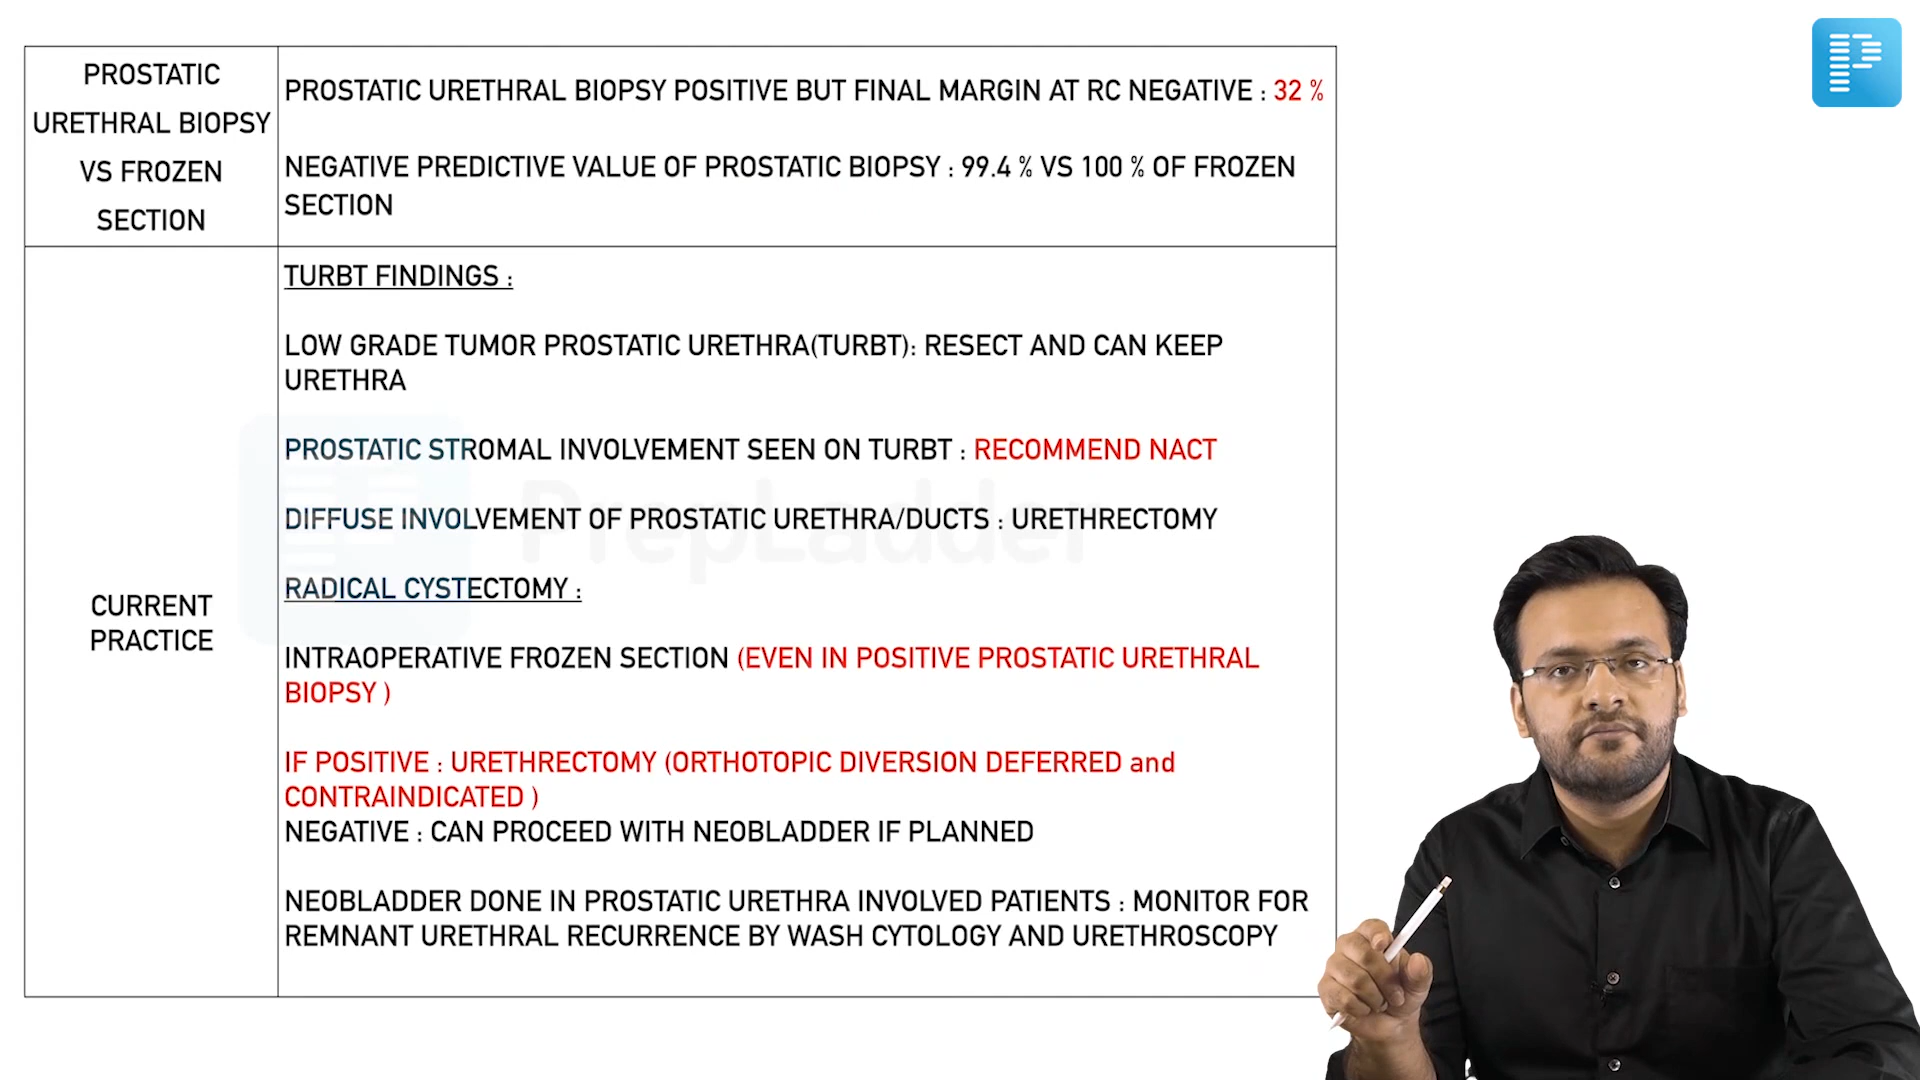 PROSTATIC
URETHRAL BIOPSY
VS FROZEN
SECTION
PROSTATIC URETHRAL BIOPSY POSITIVE BUT FINAL MARGIN AT RC NEGATIVE : 32 %
NEGATIVE PREDICTIVE VALUE OF PROSTATIC BIOPSY : 99.4 % VS 100 % OF FROZEN
SECTION
CURRENT
PRACTICE
TURBT FINDINGS :
LOW GRADE TUMOR PROSTATIC URETHRA(TURBT): RESECT AND CAN KEEP
URETHRA
PROSTATIC STROMAL INVOLVEMENT SEEN ON TURBT : RECOMMEND NACT
DIFFUSE INVOLVEMENT OF PROSTATIC URETHRA/DUCTS : URETHRECTOMY
RADICAL CYSTECTOMY :
INTRAOPERATIVE FROZEN SECTION (EVEN IN POSITIVE PROSTATIC URETHRAL
BIOPSY )
IF POSITIVE : URETHRECTOMY (ORTHOTOPIC DIVERSION DEFERRED and
CONTRAINDICATED )
NEGATIVE : CAN PROCEED WITH NEOBLADDER IF PLANNED
NEOBLADDER DONE IN PROSTATIC URETHRA INVOLVED PATIENTS : MONITOR FOR
REMNANT URETHRAL RECURRENCE BY WASH CYTOLOGY AND URETHROSCOPY
PrepLadder